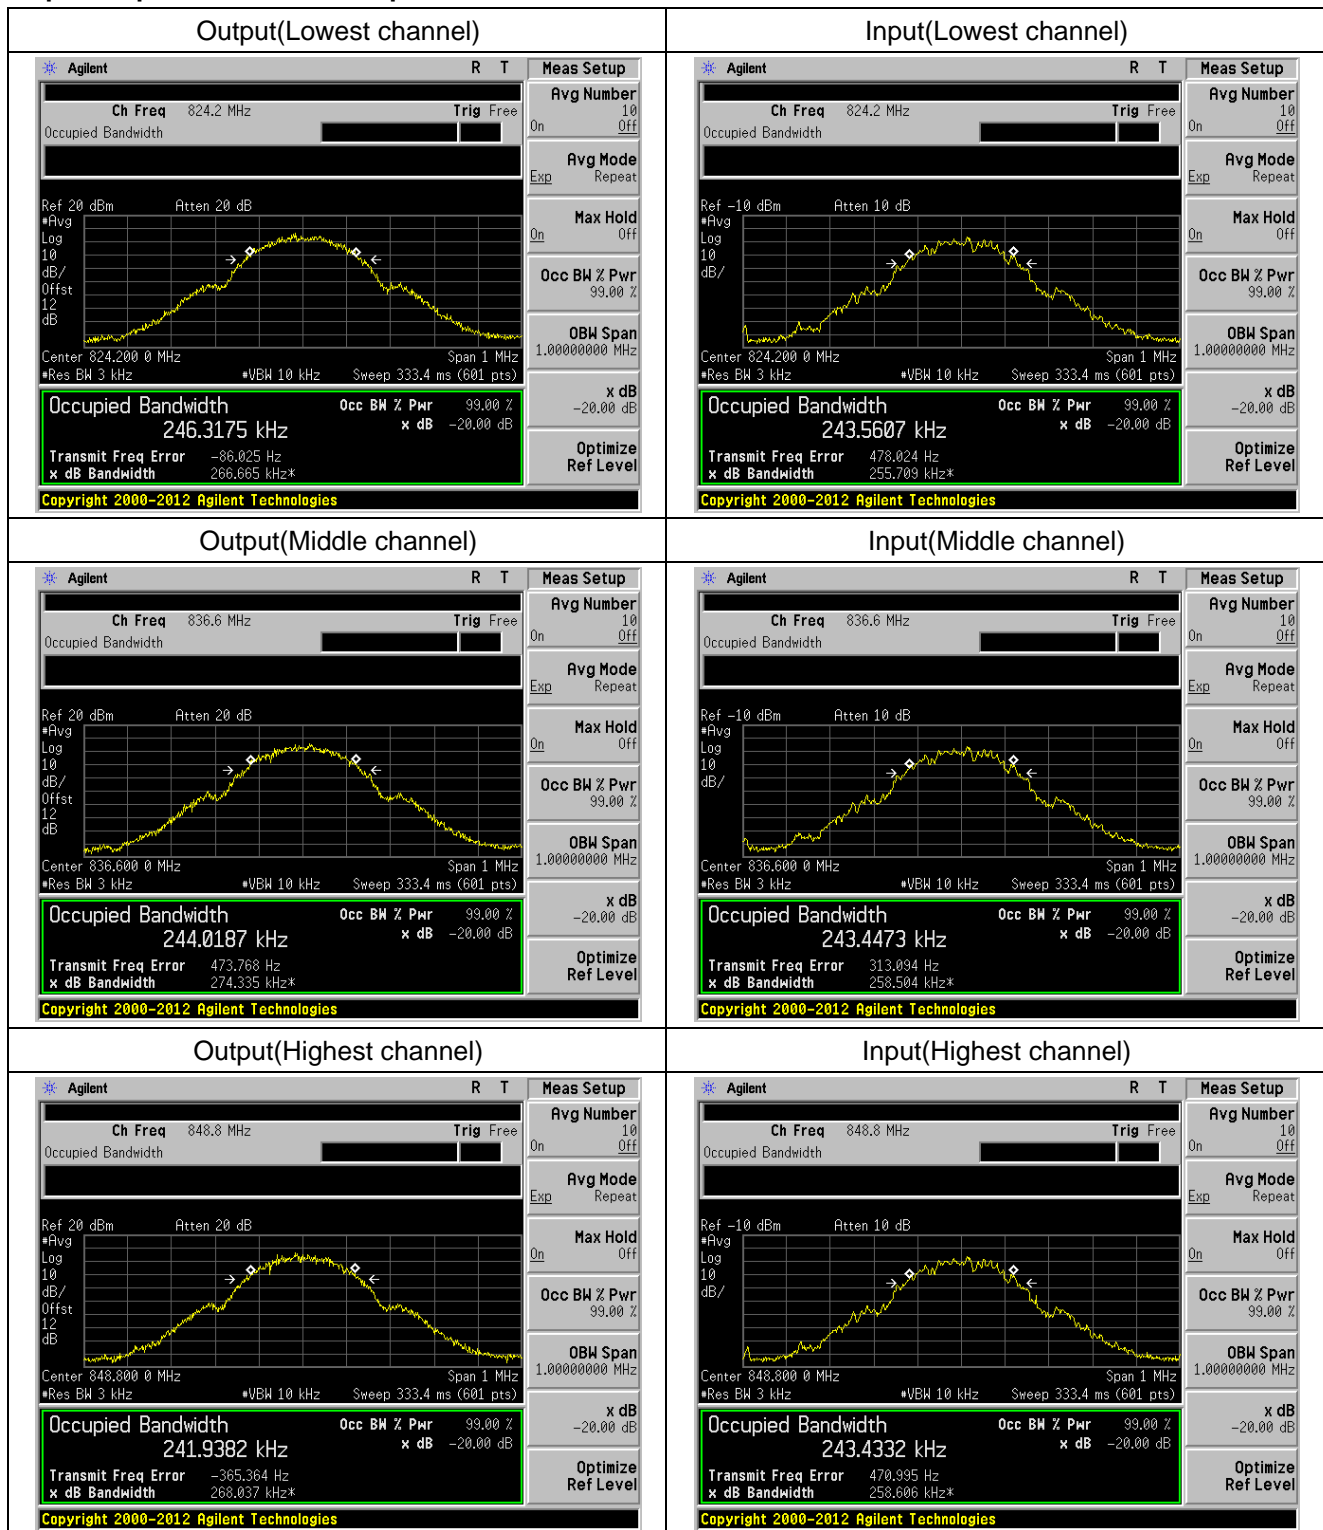 Output(Lowest channel)
Input(Lowest channel)
Agilent R T Meas Setup
Ch Freq 824.2 MHz Trig Free
Occupied Bandwidth
Avg Number
10
On Off
Avg Mode
Exp Repeat
Max Hold
On Off
Occ BW % Pwr
99.00 %
OBW Span
1.00000000 MHz
x dB
-20.00 dB
Optimize
Ref Level
Ref 20 dBm Atten 20 dB
#Avg
Log
10
dB/
Offst
12
dB
Center 824.200 0 MHz Span 1 MHz
#Res BW 3 kHz #VBW 10 kHz Sweep 333.4 ms (601 pts)
Occupied Bandwidth Occ BW % Pwr 99.00 %
246.3175 kHz x dB -20.00 dB
Transmit Freq Error -86.025 Hz
x dB Bandwidth 266.665 kHz*
Copyright 2000-2012 Agilent Technologies
Agilent R T Meas Setup
Ch Freq 824.2 MHz Trig Free
Occupied Bandwidth
Avg Number
10
On Off
Avg Mode
Exp Repeat
Max Hold
On Off
Occ BW % Pwr
99.00 %
OBW Span
1.00000000 MHz
x dB
-20.00 dB
Optimize
Ref Level
Ref -10 dBm Atten 10 dB
#Avg
Log
10
dB/
Center 824.200 0 MHz Span 1 MHz
#Res BW 3 kHz #VBW 10 kHz Sweep 333.4 ms (601 pts)
Occupied Bandwidth Occ BW % Pwr 99.00 %
243.5607 kHz x dB -20.00 dB
Transmit Freq Error 478.024 Hz
x dB Bandwidth 255.709 kHz*
Copyright 2000-2012 Agilent Technologies
Output(Middle channel)
Input(Middle channel)
Agilent R T Meas Setup
Ch Freq 836.6 MHz Trig Free
Occupied Bandwidth
Avg Number
10
On Off
Avg Mode
Exp Repeat
Max Hold
On Off
Occ BW % Pwr
99.00 %
OBW Span
1.00000000 MHz
x dB
-20.00 dB
Optimize
Ref Level
Ref 20 dBm Atten 20 dB
#Avg
Log
10
dB/
Offst
12
dB
Center 836.600 0 MHz Span 1 MHz
#Res BW 3 kHz #VBW 10 kHz Sweep 333.4 ms (601 pts)
Occupied Bandwidth Occ BW % Pwr 99.00 %
244.0187 kHz x dB -20.00 dB
Transmit Freq Error 473.768 Hz
x dB Bandwidth 274.335 kHz*
Copyright 2000-2012 Agilent Technologies
Agilent R T Meas Setup
Ch Freq 836.6 MHz Trig Free
Occupied Bandwidth
Avg Number
10
On Off
Avg Mode
Exp Repeat
Max Hold
On Off
Occ BW % Pwr
99.00 %
OBW Span
1.00000000 MHz
x dB
-20.00 dB
Optimize
Ref Level
Ref -10 dBm Atten 10 dB
#Avg
Log
10
dB/
Center 836.600 0 MHz Span 1 MHz
#Res BW 3 kHz #VBW 10 kHz Sweep 333.4 ms (601 pts)
Occupied Bandwidth Occ BW % Pwr 99.00 %
243.4473 kHz x dB -20.00 dB
Transmit Freq Error 313.094 Hz
x dB Bandwidth 258.504 kHz*
Copyright 2000-2012 Agilent Technologies
Output(Highest channel)
Input(Highest channel)
Agilent R T Meas Setup
Ch Freq 848.8 MHz Trig Free
Occupied Bandwidth
Avg Number
10
On Off
Avg Mode
Exp Repeat
Max Hold
On Off
Occ BW % Pwr
99.00 %
OBW Span
1.00000000 MHz
x dB
-20.00 dB
Optimize
Ref Level
Ref 20 dBm Atten 20 dB
#Avg
Log
10
dB/
Offst
12
dB
Center 848.800 0 MHz Span 1 MHz
#Res BW 3 kHz #VBW 10 kHz Sweep 333.4 ms (601 pts)
Occupied Bandwidth Occ BW % Pwr 99.00 %
241.9382 kHz x dB -20.00 dB
Transmit Freq Error -365.364 Hz
x dB Bandwidth 268.037 kHz*
Copyright 2000-2012 Agilent Technologies
Agilent R T Meas Setup
Ch Freq 848.8 MHz Trig Free
Occupied Bandwidth
Avg Number
10
On Off
Avg Mode
Exp Repeat
Max Hold
On Off
Occ BW % Pwr
99.00 %
OBW Span
1.00000000 MHz
x dB
-20.00 dB
Optimize
Ref Level
Ref -10 dBm Atten 10 dB
#Avg
Log
10
dB/
Center 848.800 0 MHz Span 1 MHz
#Res BW 3 kHz #VBW 10 kHz Sweep 333.4 ms (601 pts)
Occupied Bandwidth Occ BW % Pwr 99.00 %
243.4332 kHz x dB -20.00 dB
Transmit Freq Error 470.995 Hz
x dB Bandwidth 258.606 kHz*
Copyright 2000-2012 Agilent Technologies